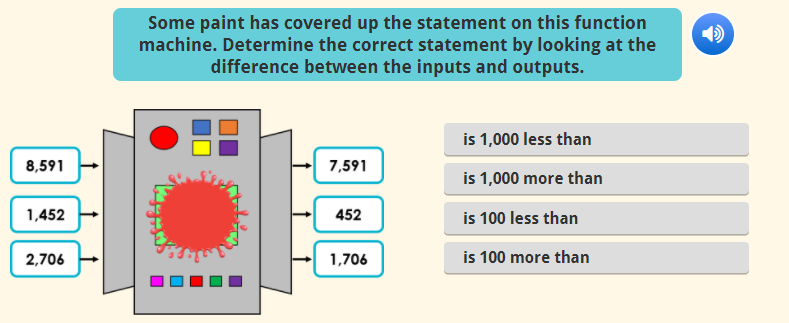 Some paint has covered up the statement on this function
machine. Determine the correct statement by looking at the
difference between the inputs and outputs.
8,591
7,591
1,452
452
2,706
1,706
is 1,000 less than
is 1,000 more than
is 100 less than
is 100 more than